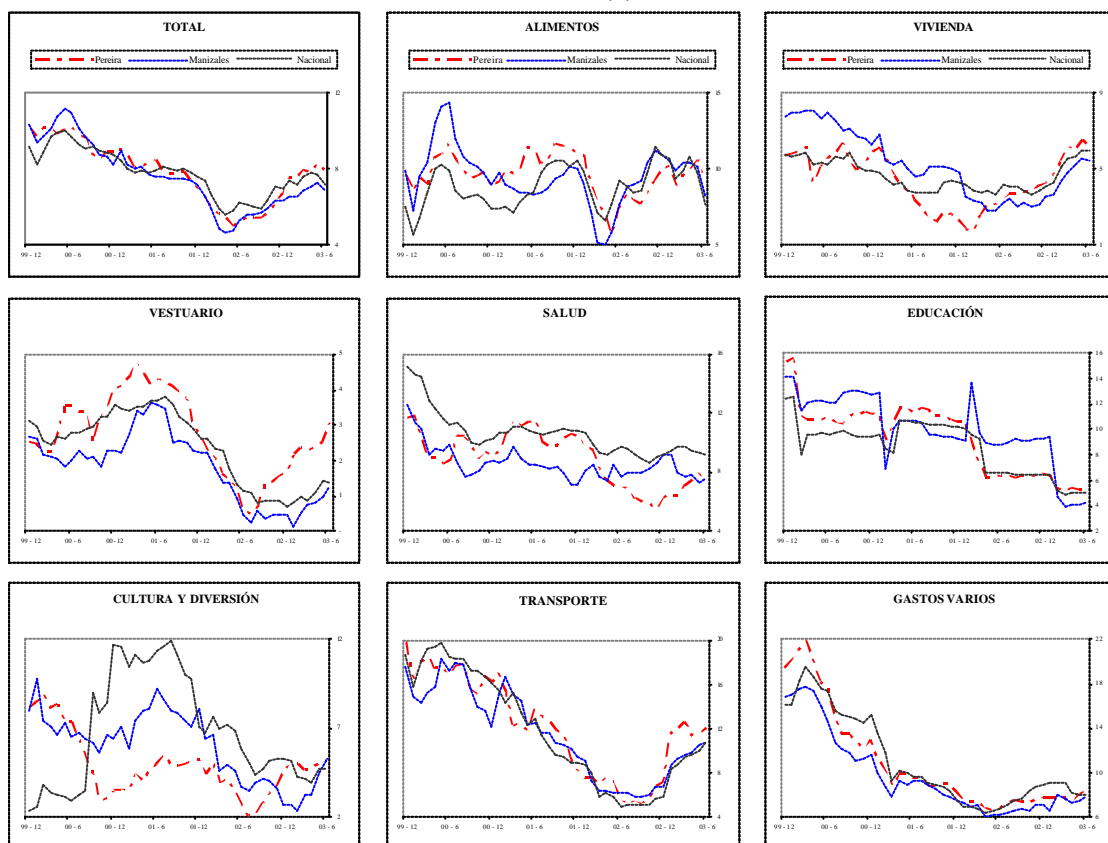 TOTAL
Pereira Manizales Nacional
12
8
4
99 - 12 00 - 6 00 - 12 01 - 6 01 - 12 02 - 6 02 - 12 03 - 6
ALIMENTOS
Pereira Manizales Nacional
15
10
5
99 - 12 00 - 6 00 - 12 01 - 6 01 - 12 02 - 6 02 - 12 03 - 6
VIVIENDA
Pereira Manizales Nacional
9
5
1
99 - 12 00 - 6 00 - 12 01 - 6 01 - 12 02 - 6 02 - 12 03 - 6
VESTUARIO
5
4
3
2
1
-
99 - 12 00 - 6 00 - 12 01 - 6 01 - 12 02 - 6 02 - 12 03 - 6
SALUD
16
12
8
4
99 - 12 00 - 6 00 - 12 01 - 6 01 - 12 02 - 6 02 - 12 03 - 6
EDUCACIÓN
16
14
12
10
8
6
4
2
99 - 12 00 - 6 00 - 12 01 - 6 01 - 12 02 - 6 02 - 12 03 - 6
CULTURA Y DIVERSIÓN
12
7
2
99 - 12 00 - 6 00 - 12 01 - 6 01 - 12 02 - 6 02 - 12 03 - 6
TRANSPORTE
20
16
12
8
4
99 - 12 00 - 6 00 - 12 01 - 6 01 - 12 02 - 6 02 - 12 03 - 6
GASTOS VARIOS
22
18
14
10
6
99 - 12 00 - 6 00 - 12 01 - 6 01 - 12 02 - 6 02 - 12 03 - 6